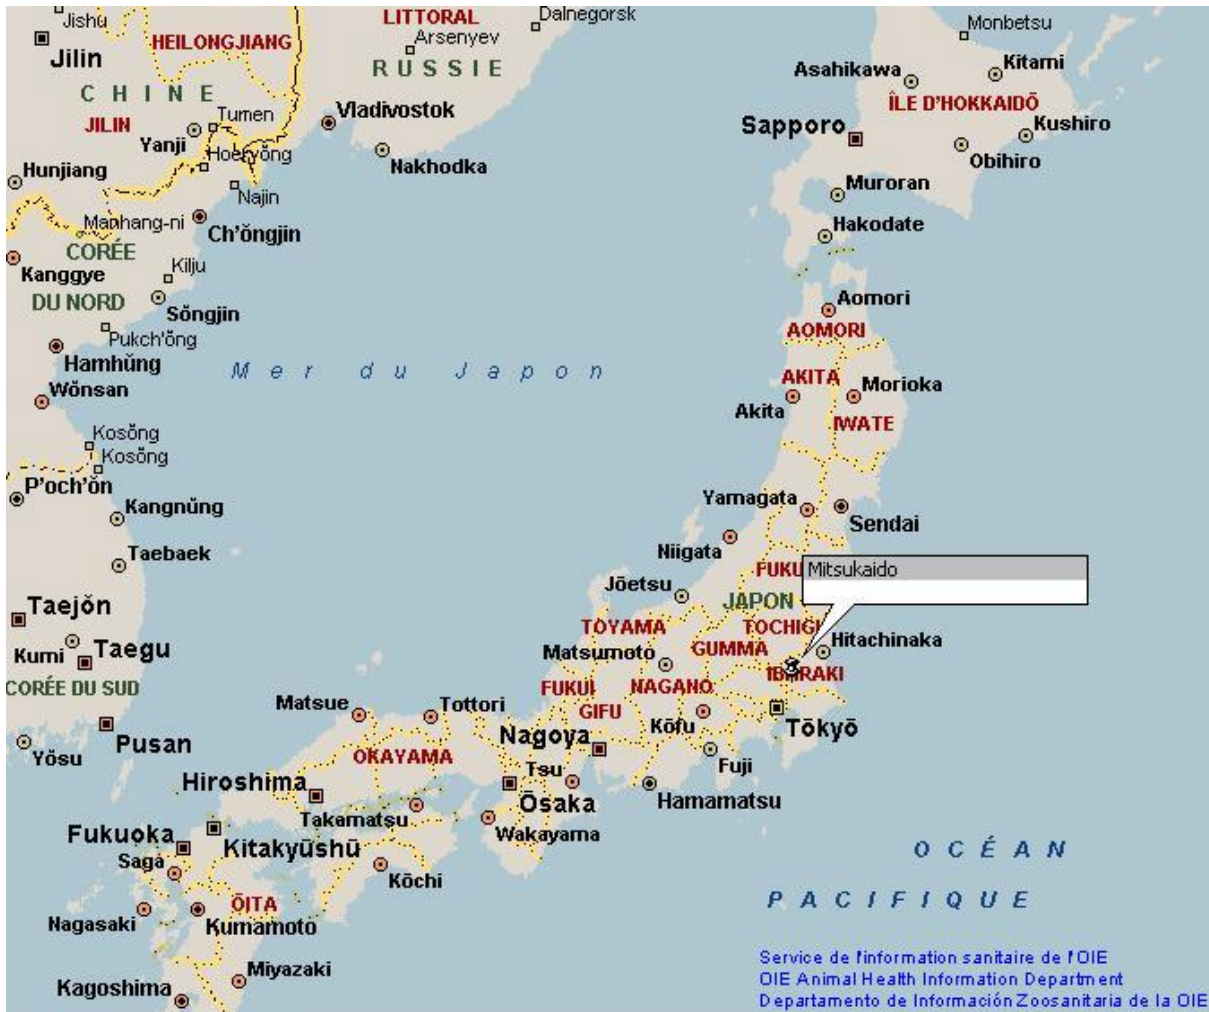 Jishu
LITTORAL
Dalnegorsk
Monbetsu
HEILONGJIANG
Arsenyev
Jilin
RUSSIE
Asahikawa
Kitami
CHINE
ÎLE D'HOKKAIDŌ
Tumen
Vladivostok
JILIN
Sapporo
Kushiro
Yanji
Hoeryŏng
Nakhodka
Obihiro
Hunjiang
Najin
Muroran
Manhang-ni
Ch'ŏngjin
Hakodate
CORÉE
Kanggye
Kilju
DU NORD
Sŏngjin
Aomori
AOMORI
Pukch'ŏng
Hamhŭng
Mer du Japon
AKITA
Morioka
Wŏnsan
Akita
IWATE
Kosŏng
Kosŏng
P'och'ŏn
Yamagata
Kangnŭng
Sendai
Niigata
Taebaek
FUKU
Mitsukaido
Jōetsu
JAPON
Taejŏn
TOYAMA
TOCHIGI
Hitachinaka
Kumi
Taegu
Matsumoto
GUMMA
IBARAKI
CORÉE DU SUD
FUKUI
NAGANO
Matsue
Tottori
GIFU
Kōfu
Tōkyō
Pusan
Nagoya
Yŏsu
OKAYAMA
Tsu
Fuji
Hiroshima
Ōsaka
Hamamatsu
Takamatsu
Wakayama
Fukuoka
Kitakyūshū
Saga
Kōchi
OCÉAN
PACIFIQUE
ŌITA
Nagasaki
Kumamoto
Miyazaki
Kagoshima
Service de l'information sanitaire de l'OIE
OIE Animal Health Information Department
Departamento de Información Zoosanitaria de la OIE